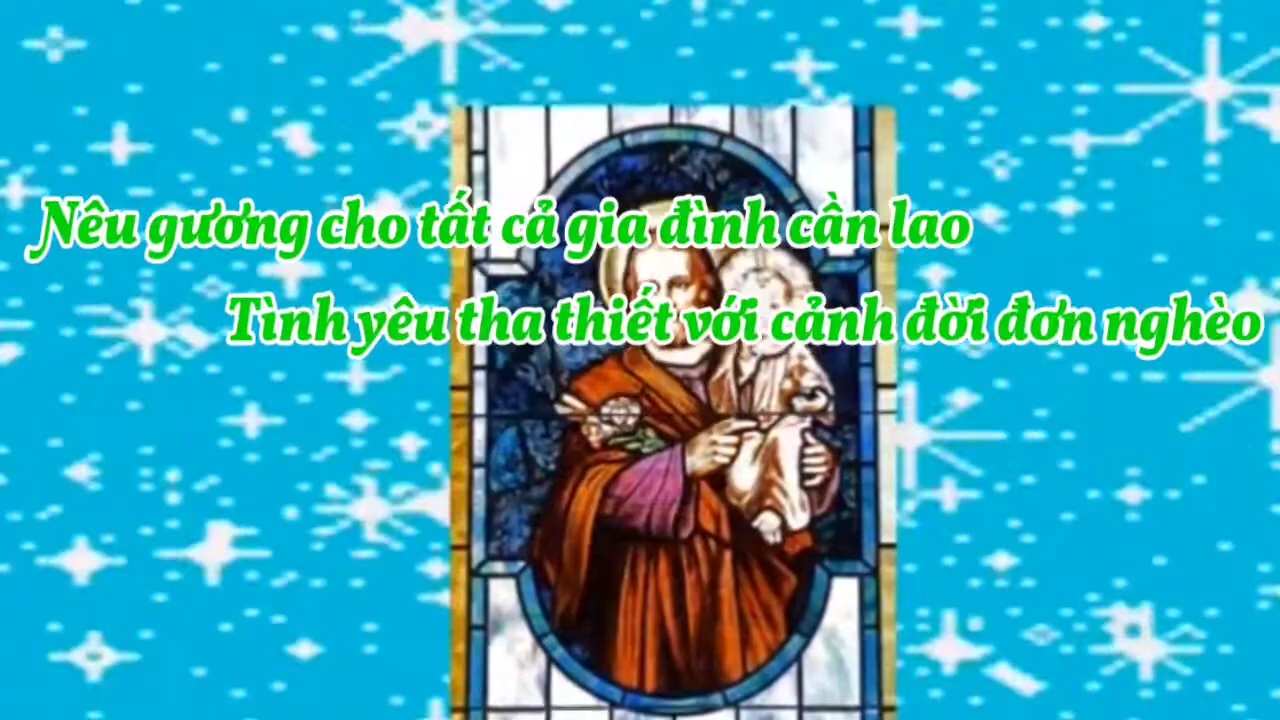 Nêu gương cho tất cả gia đình cần lao
Tình yêu tha thiết với cảnh đời đơn nghèo